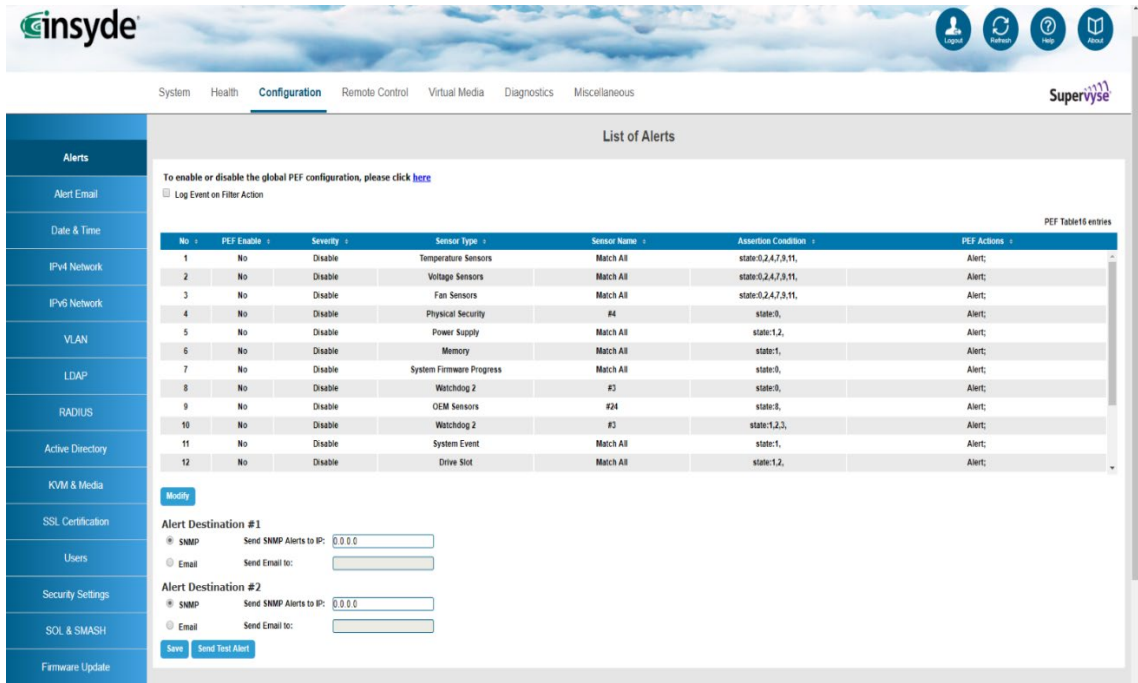 insyde
Logout Refresh Help About
System Health Configuration Remote Control Virtual Media Diagnostics Miscellaneous
Supervyse
Alerts
Alert Email
Date & Time
IPv4 Network
IPv6 Network
VLAN
LDAP
RADIUS
Active Directory
KVM & Media
SSL Certification
Users
Security Settings
SOL & SMASH
Firmware Update
List of Alerts
To enable or disable the global PEF configuration, please click here
Log Event on Filter Action
PEF Table16 entries
No PEF Enable Severity Sensor Type Sensor Name Assertion Condition PEF Actions
1 No Disable Temperature Sensors Match All state:0,2,4,7,9,11, Alert;
2 No Disable Voltage Sensors Match All state:0,2,4,7,9,11, Alert;
3 No Disable Fan Sensors Match All state:0,2,4,7,9,11, Alert;
4 No Disable Physical Security #4 state:0, Alert;
5 No Disable Power Supply Match All state:1,2, Alert;
6 No Disable Memory Match All state:1, Alert;
7 No Disable System Firmware Progress Match All state:0, Alert;
8 No Disable Watchdog 2 #3 state:0, Alert;
9 No Disable OEM Sensors #24 state:8, Alert;
10 No Disable Watchdog 2 #3 state:1,2,3, Alert;
11 No Disable System Event Match All state:1, Alert;
12 No Disable Drive Slot Match All state:1,2, Alert;
Modify
Alert Destination #1
SNMP Send SNMP Alerts to IP: 0.0.0.0
Email Send Email to:
Alert Destination #2
SNMP Send SNMP Alerts to IP: 0.0.0.0
Email Send Email to:
Save Send Test Alert